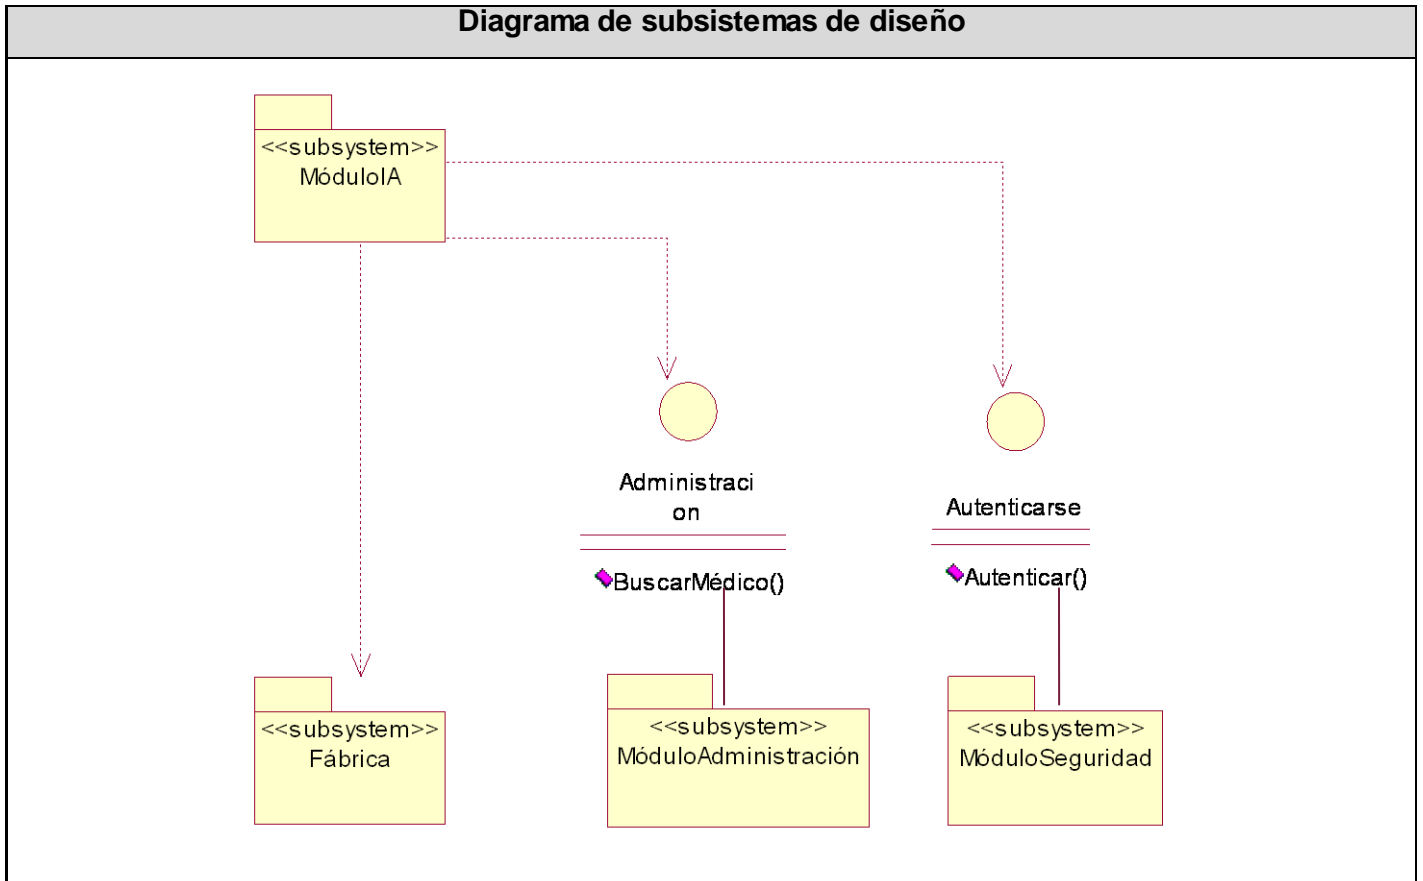 Diagrama de subsistemas de diseño
<<subsystem>>
MóduloIA
Administraci
on
BuscarMédico()
Autenticarse
Autenticar()
<<subsystem>>
Fábrica
<<subsystem>>
MóduloAdministración
<<subsystem>>
MóduloSeguridad